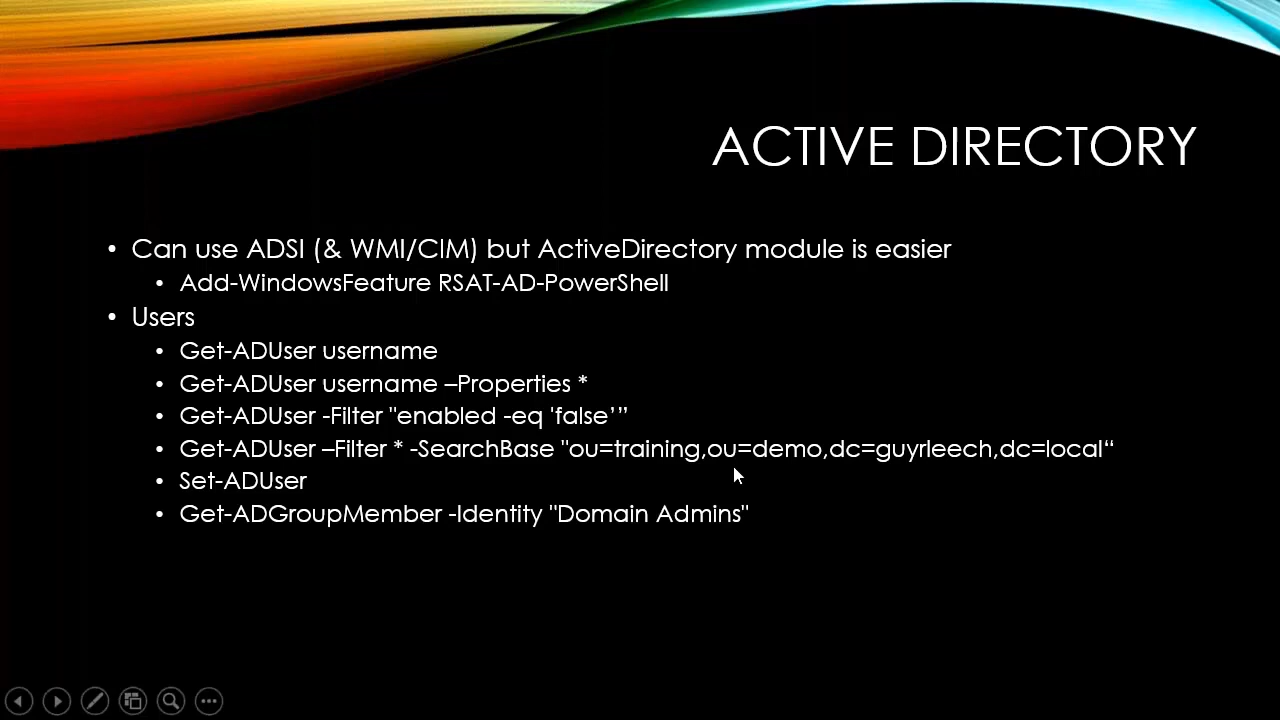 ACTIVE DIRECTORY
• Can use ADSI (& WMI/CIM) but ActiveDirectory module is easier
• Add-WindowsFeature RSAT-AD-PowerShell
• Users
• Get-ADUser username
• Get-ADUser username –Properties *
• Get-ADUser -Filter "enabled -eq 'false’”
• Get-ADUser –Filter * -SearchBase "ou=training,ou=demo,dc=guyrleech,dc=local“
• Set-ADUser
• Get-ADGroupMember -Identity "Domain Admins"